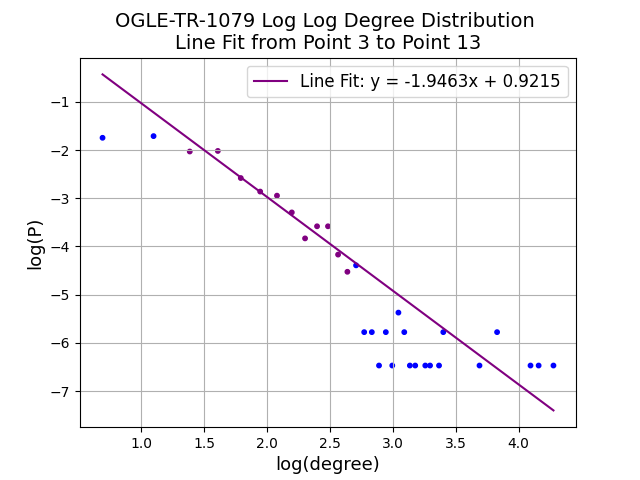 OGLE-TR-1079 Log Log Degree Distribution
Line Fit from Point 3 to Point 13
Line Fit: y = -1.9463x + 0.9215
log(P)
−1
−2
−3
−4
−5
−6
−7
1.0 1.5 2.0 2.5 3.0 3.5 4.0
log(degree)